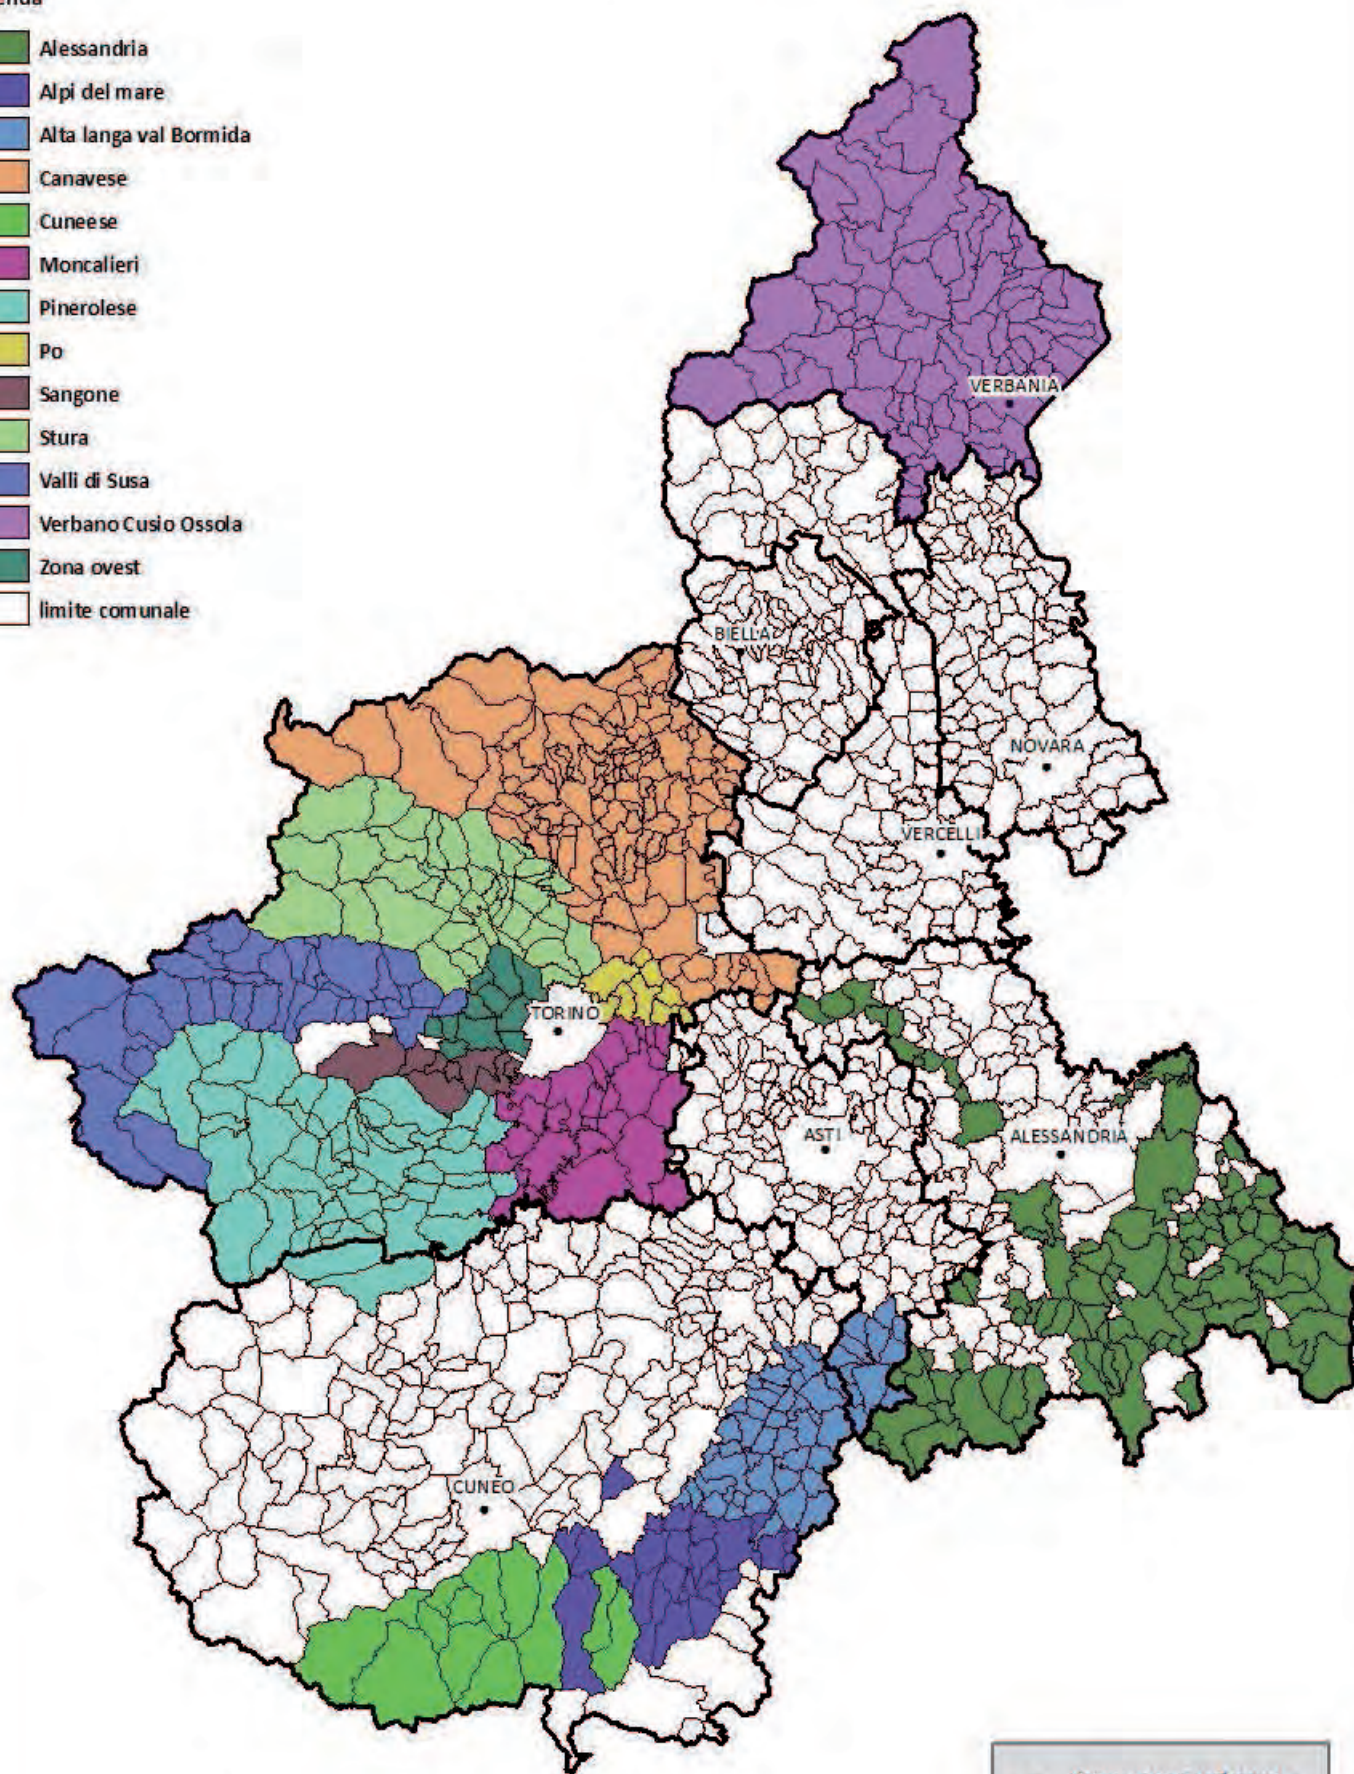 Alessandria
Alpi del mare
Alta langa val Bormida
Canavese
Cuneese
Moncalieri
Pinerolese
Po
Sangone
Stura
Valli di Susa
Verbano Cusio Ossola
Zona ovest
limite comunale
VERBANIA
BIELLA
NOVARA
VERCELLI
TORINO
ASTI
ALESSANDRIA
CUNEO